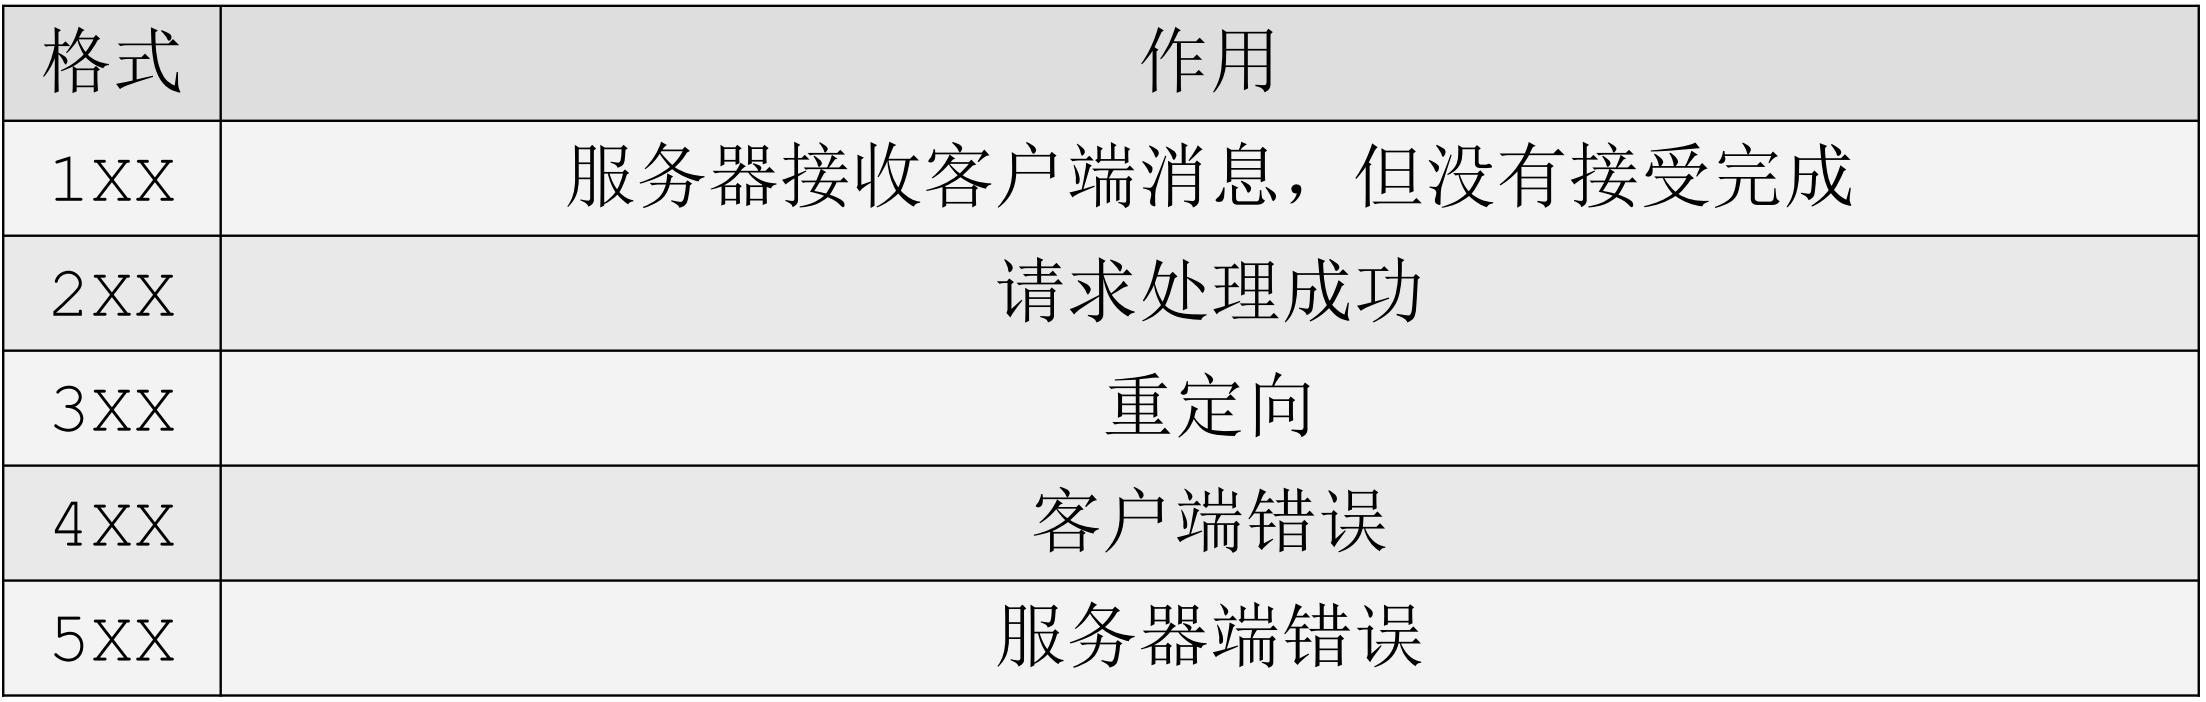 格式 作用
1xx 服务器接收客户端消息，但没有接受完成
2xx 请求处理成功
3xx 重定向
4xx 客户端错误
5xx 服务器端错误